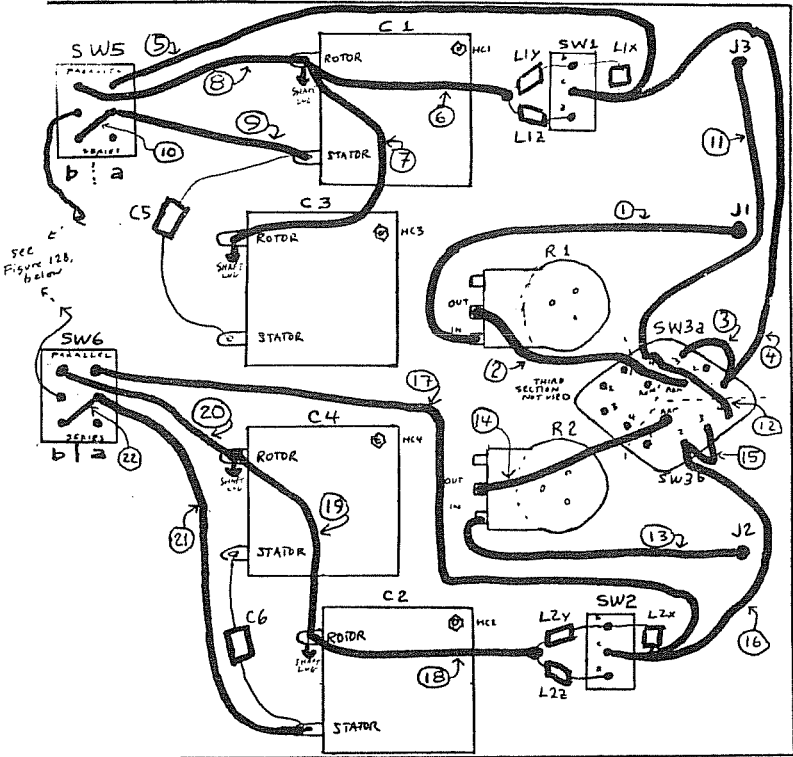 C 1
SW5
5
PARALLEL
8
ROTOR
HC1
SHAFT LUG
L1Y
SW1
L1X
b
c
a
L1Z
J3
6
9
7
10
SERIES
b a
STATOR
11
C5
C 3
ROTOR
HC3
SHAFT LUG
STATOR
See
Figure 12B,
below
1
J1
R 1
OUT
IN
2
SW3a
3
4
THIRD
SECTION
NOT USED
SW6
PARALLEL
SERIES
b a
22
17
20
C4
ROTOR
HC4
SHAFT LUG
19
21
STATOR
14
R 2
OUT
IN
12
15
SW3b
13
J2
16
C6
C2
ROTOR
HC2
SHAFT LUG
18
STATOR
L2Y
SW2
L2X
b
c
a
L2Z